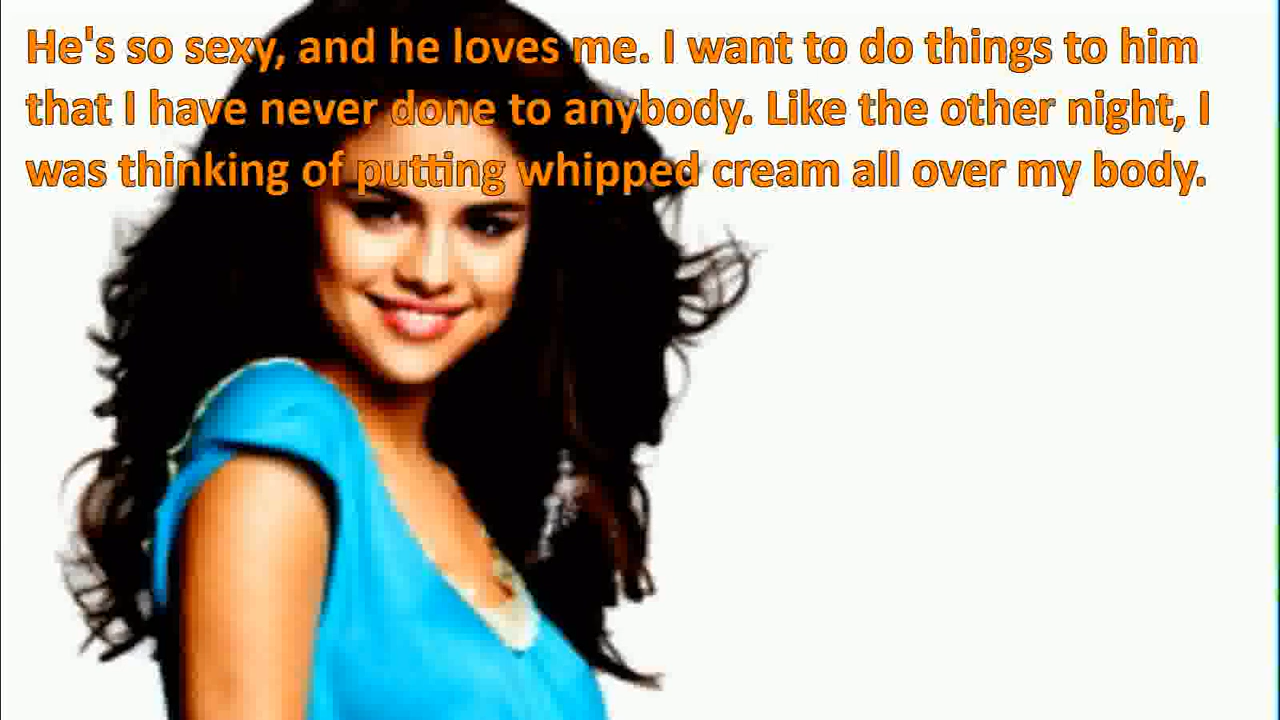 He's so sexy, and he loves me. I want to do things to him
that I have never done to anybody. Like the other night, I
was thinking of putting whipped cream all over my body.